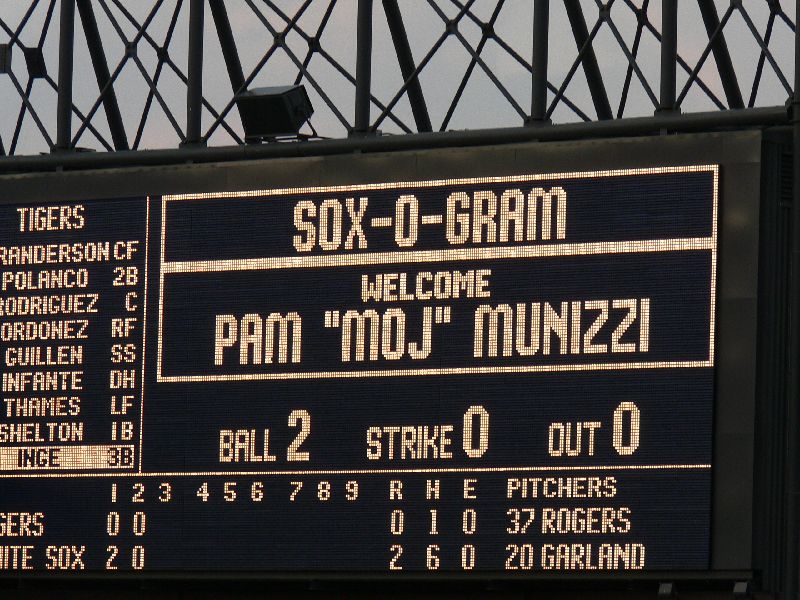 SOX-O-GRAM
WELCOME
PAM "MOJ" MUNIZZI
TIGERS
RANDERSON CF
POLANCO 2B
RODRIGUEZ C
ORDONEZ RF
GUILLEN SS
INFANTE DH
THAMES LF
SHELTON 1B
INGE 3B
BALL 2 STRIKE 0 OUT 0
1 2 3 4 5 6 7 8 9 R H E PITCHERS
GERS 0 0 0 1 0 37 ROGERS
HITE SOX 2 0 2 6 0 20 GARLAND